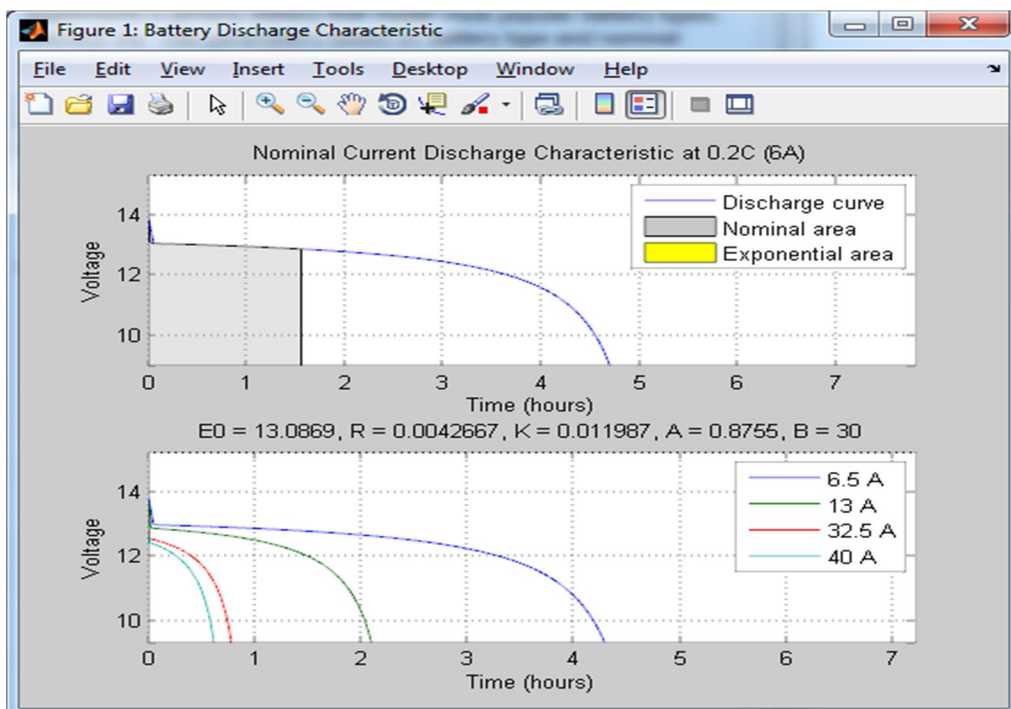 Figure 1: Battery Discharge Characteristic
File Edit View Insert Tools Desktop Window Help
Nominal Current Discharge Characteristic at 0.2C (6A)
Voltage
14
12
10
Discharge curve
Nominal area
Exponential area
0 1 2 3 4 5 6 7
Time (hours)
E0 = 13.0869, R = 0.0042667, K = 0.011987, A = 0.8755, B = 30
Voltage
14
12
10
6.5 A
13 A
32.5 A
40 A
0 1 2 3 4 5 6 7
Time (hours)